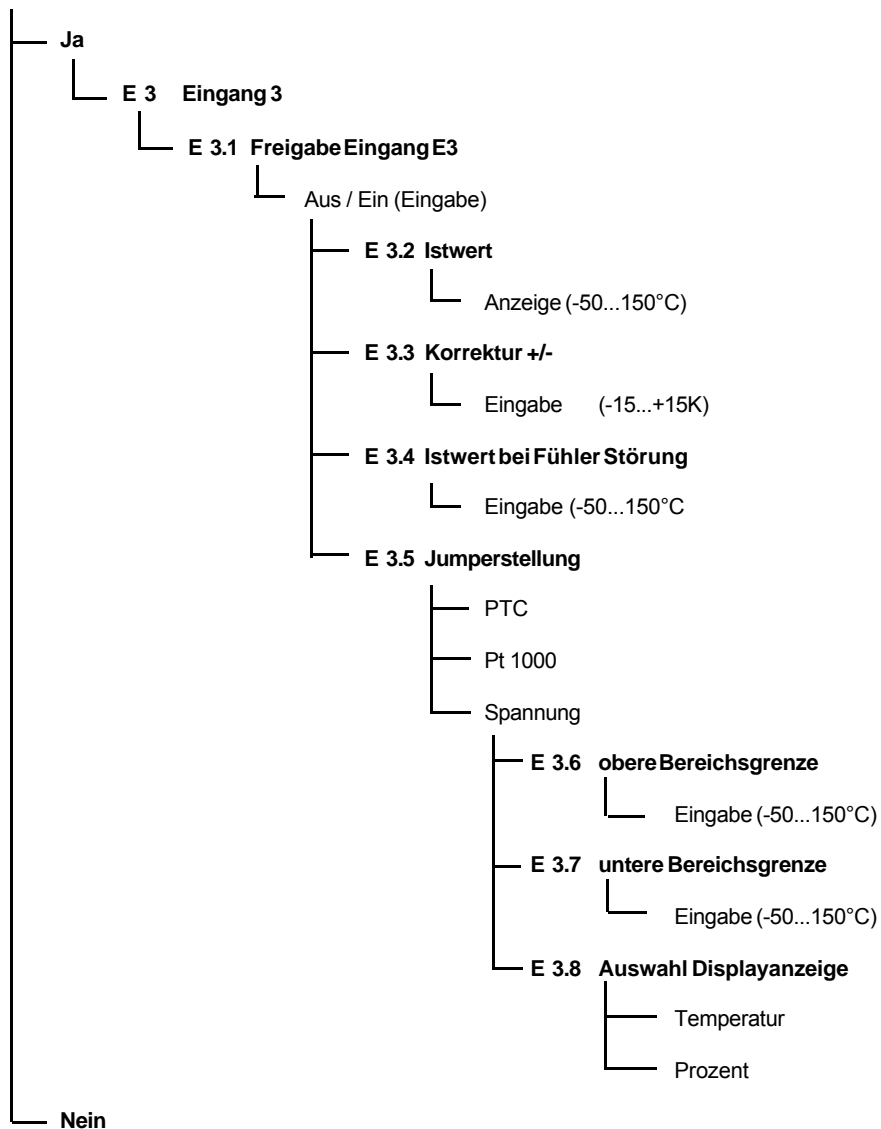 Ja
E 3 Eingang 3
E 3.1 Freigabe Eingang E3
Aus / Ein (Eingabe)
E 3.2 Istwert
Anzeige (-50...150°C)
E 3.3 Korrektur +/-
Eingabe (-15...+15K)
E 3.4 Istwert bei Fühler Störung
Eingabe (-50...150°C
E 3.5 Jumperstellung
PTC
Pt 1000
Spannung
E 3.6 obere Bereichsgrenze
Eingabe (-50...150°C)
E 3.7 untere Bereichsgrenze
Eingabe (-50...150°C)
E 3.8 Auswahl Displayanzeige
Temperatur
Prozent
Nein